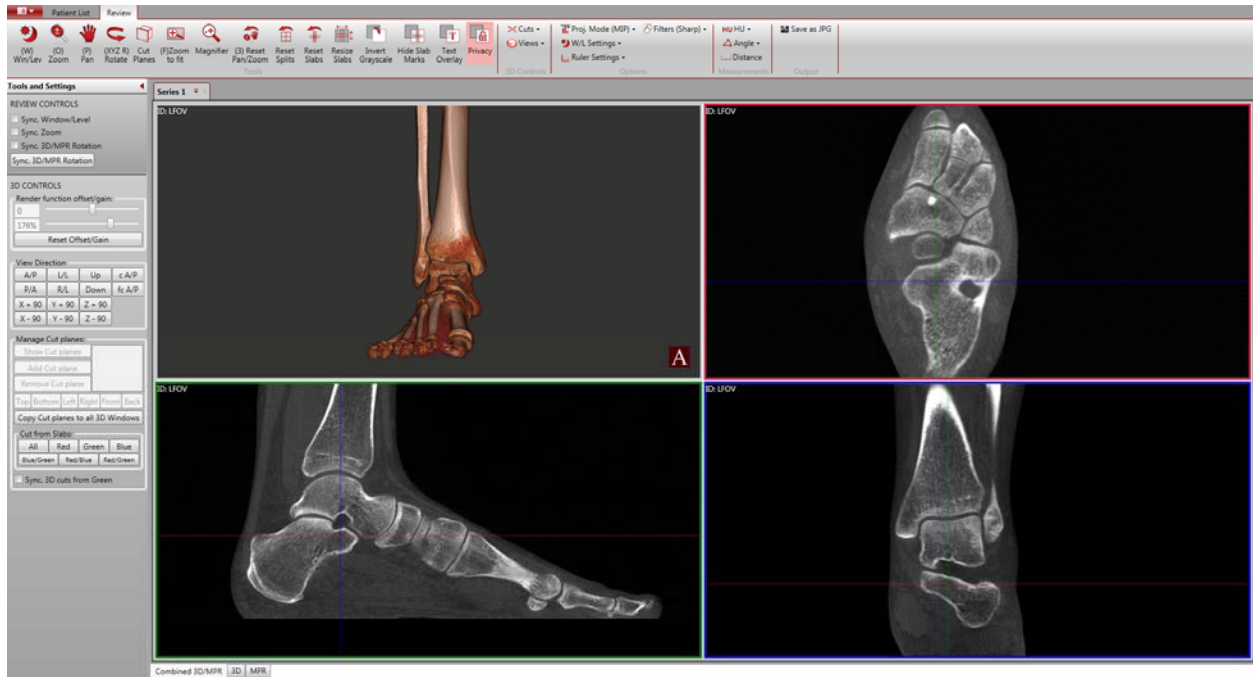 Patient List Review
(W) Win/Lev
(O) Zoom
(P) Pan
(XYZ R) Rotate
Cut Planes
(F)Zoom to fit
Magnifier
(3) Reset Pan/Zoom
Reset Splits
Reset Slabs
Resize Slabs
Invert Grayscale
Hide Slab Marks
Text Overlay
Privacy
Tools
Cuts
Views
3D Controls
Proj. Mode (MIP)
Filters (Sharp)
W/L Settings
Ruler Settings
Options
HU HU
Angle
Distance
Measurements
Save as JPG
Output
Tools and Settings
REVIEW CONTROLS
Sync. Window/Level
Sync. Zoom
Sync. 3D/MPR Rotation
Sync. 3D/MPR Rotation
3D CONTROLS
Render function offset/gain:
0
176%
Reset Offset/Gain
View Direction
A/P L/L Up c A/P
P/A R/L Down fc A/P
X + 90 Y + 90 Z + 90
X - 90 Y - 90 Z - 90
Manage Cut planes:
Show Cut planes
Add Cut plane
Remove Cut plane
Top Bottom Left Right Front Back
Copy Cut planes to all 3D Windows
Cut from Slabs:
All Red Green Blue
Blue/Green Red/Blue Red/Green
Sync. 3D cuts from Green
Series 1
ID: LFOV
A
ID: LFOV
ID: LFOV
ID: LFOV
Combined 3D/MPR 3D MPR